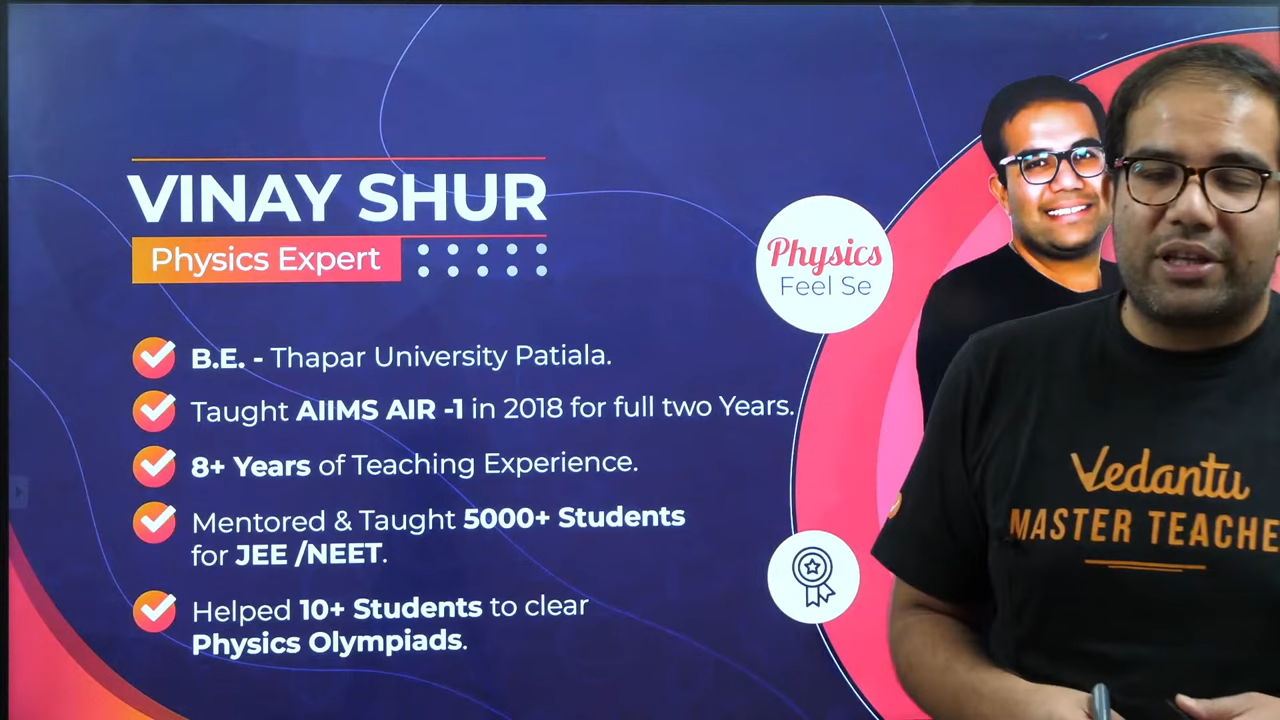 VINAY SHUR
Physics Expert
Physics
Feel Se
B.E. - Thapar University Patiala.
Taught AIIMS AIR -1 in 2018 for full two Years.
8+ Years of Teaching Experience.
Mentored & Taught 5000+ Students
for JEE /NEET.
Helped 10+ Students to clear
Physics Olympiads.
Vedantu
MASTER TEACHE